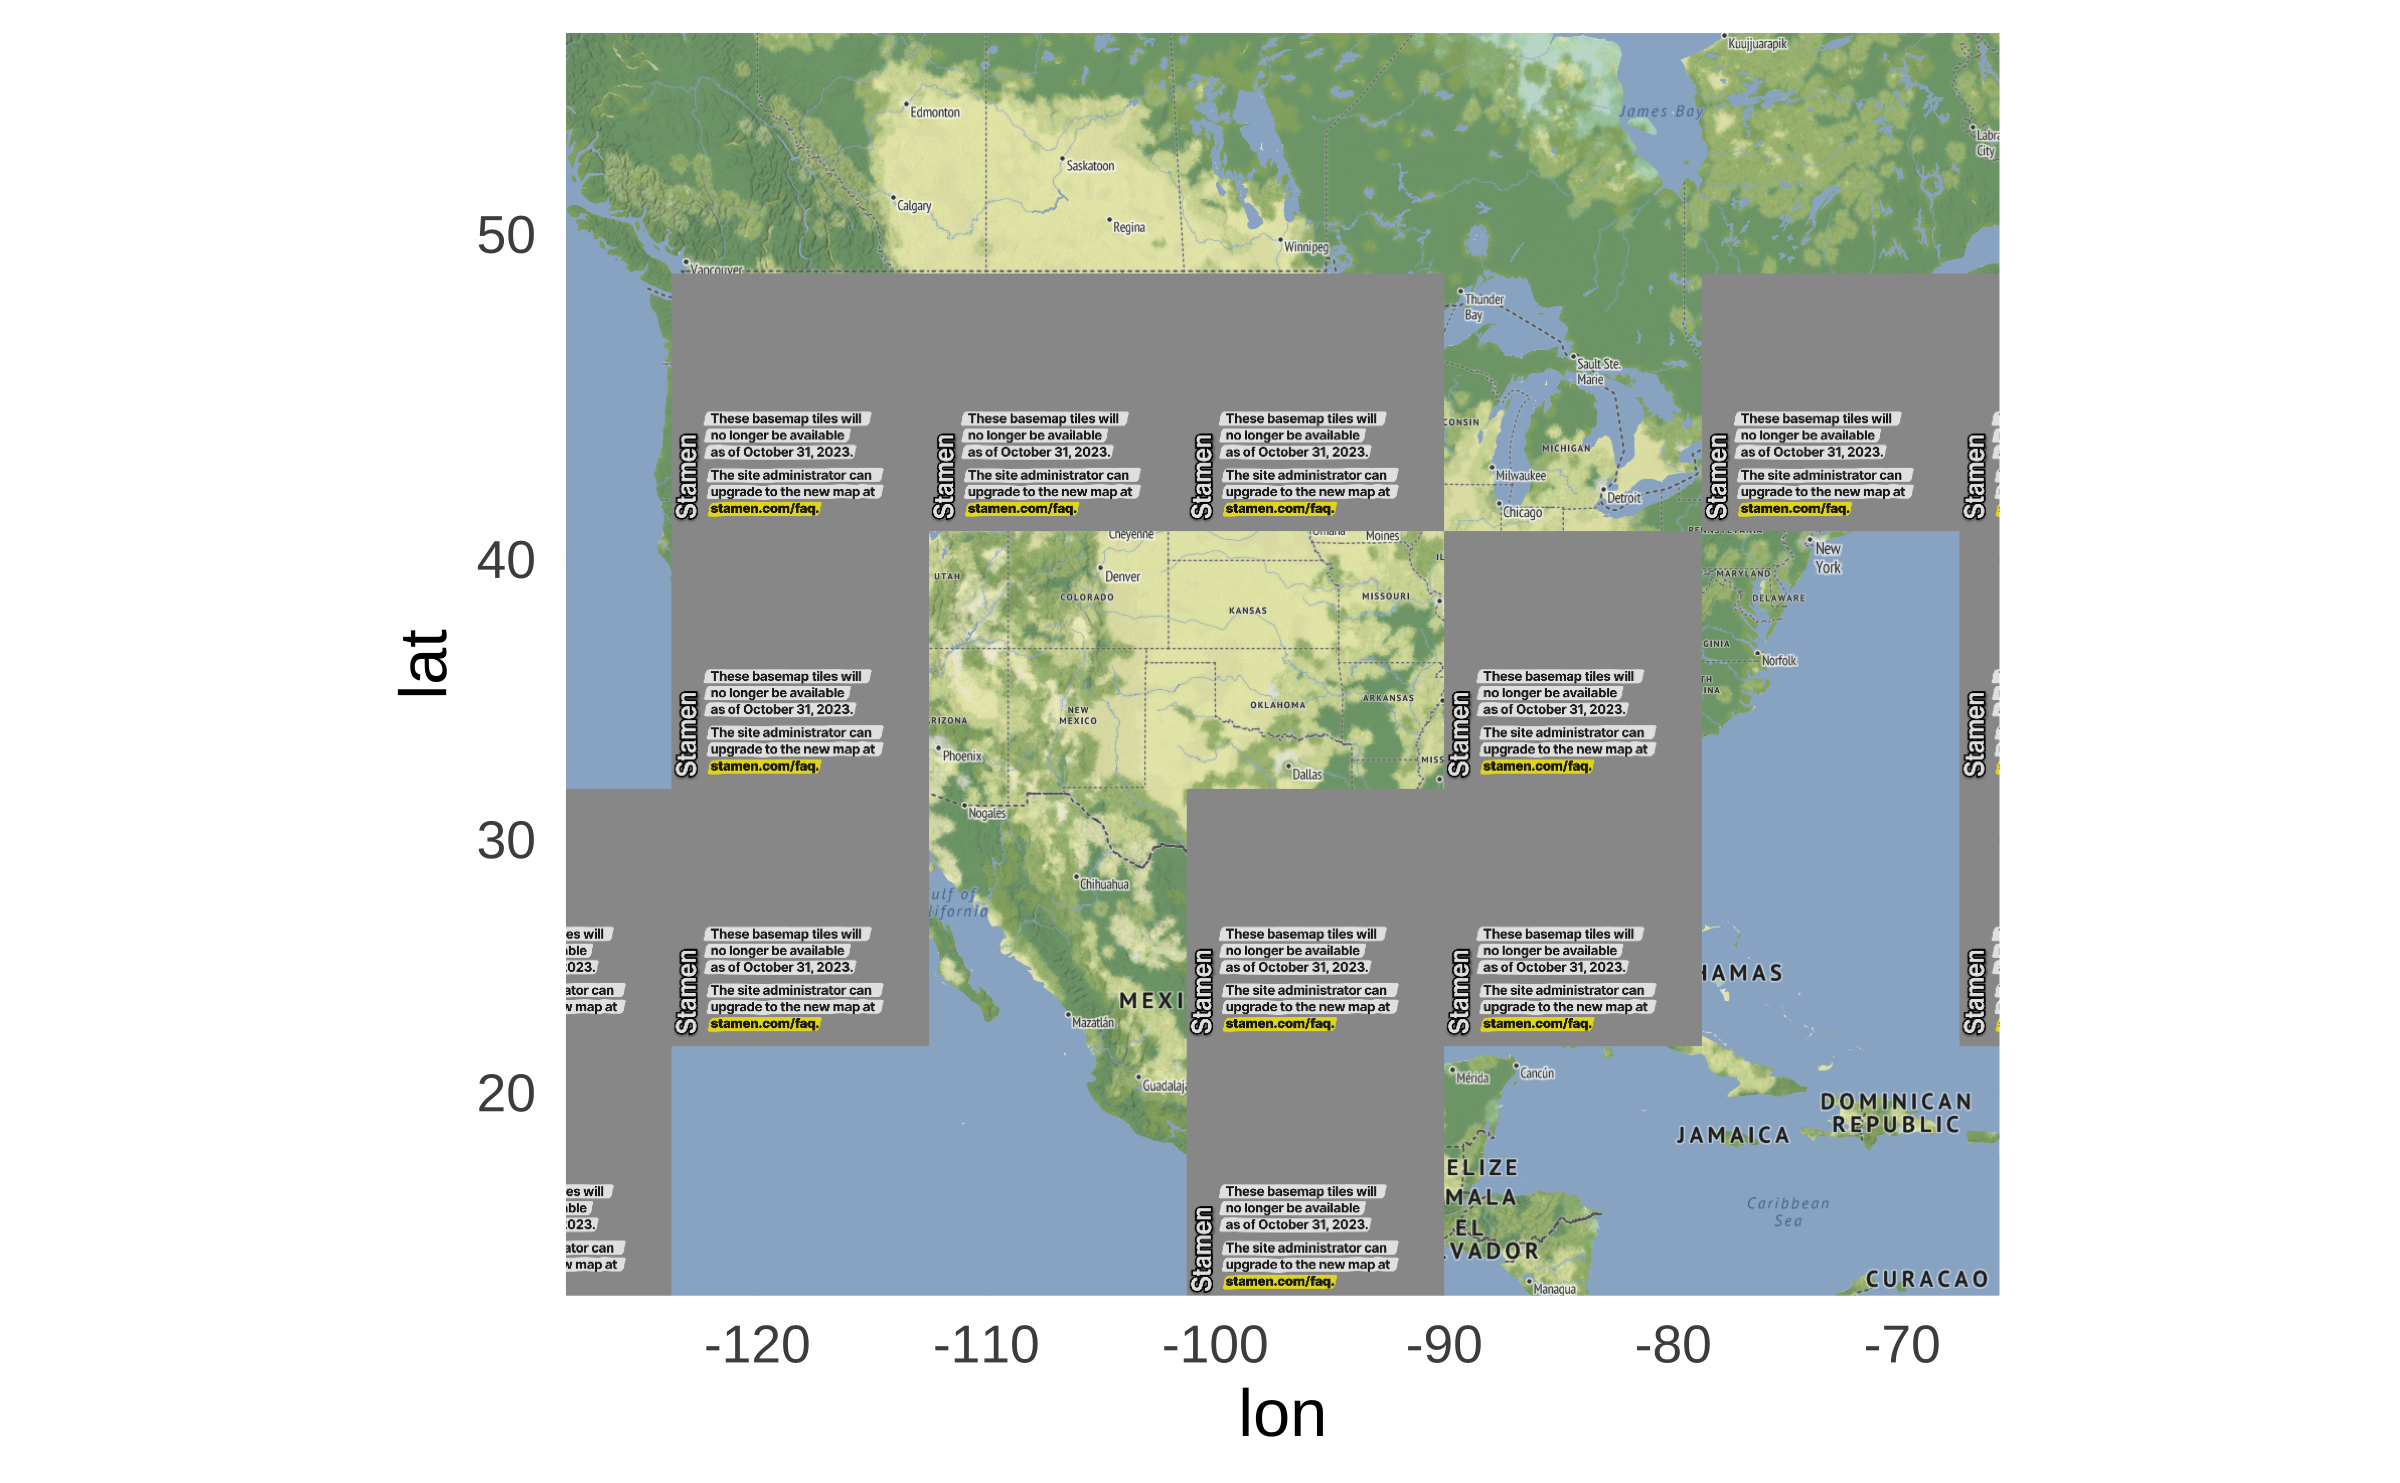 Kuujjuarapik
Edmonton
James Bay
Labra
City
Saskatoon
Calgary
Regina
50
Winnipeg
Vancouver
Thunder
Bay
Sault Ste.
Marie
These basemap tiles will
no longer be available
as of October 31, 2023.
The site administrator can
upgrade to the new map at
stamen.com/faq.
Stamen
These basemap tiles will
no longer be available
as of October 31, 2023.
The site administrator can
upgrade to the new map at
stamen.com/faq.
Stamen
These basemap tiles will
no longer be available
as of October 31, 2023.
The site administrator can
upgrade to the new map at
stamen.com/faq.
Stamen
CONSIN
MICHIGAN
Milwaukee
Detroit
Chicago
These basemap tiles will
no longer be available
as of October 31, 2023.
The site administrator can
upgrade to the new map at
stamen.com/faq.
Stamen
Stamen
40
Cheyenne
Omaha
Moines
IL
PENNSYLVANIA
New
York
UTAH
Denver
COLORADO
KANSAS
MISSOURI
MARYLAND
DELAWARE
lat
These basemap tiles will
no longer be available
as of October 31, 2023.
The site administrator can
upgrade to the new map at
stamen.com/faq.
Stamen
RIZONA
NEW
MEXICO
OKLAHOMA
ARKANSAS
Phoenix
Dallas
MISS
Nogales
These basemap tiles will
no longer be available
as of October 31, 2023.
The site administrator can
upgrade to the new map at
stamen.com/faq.
Stamen
GINIA
Norfolk
TH
INA
Stamen
30
Chihuahua
ulf of
lifornia
es will
able
2023.
ator can
w map at
These basemap tiles will
no longer be available
as of October 31, 2023.
The site administrator can
upgrade to the new map at
stamen.com/faq.
Stamen
MEXI
Mazatlán
These basemap tiles will
no longer be available
as of October 31, 2023.
The site administrator can
upgrade to the new map at
stamen.com/faq.
Stamen
These basemap tiles will
no longer be available
as of October 31, 2023.
The site administrator can
upgrade to the new map at
stamen.com/faq.
Stamen
HAMAS
Stamen
20
Guadalaj
Mérida
Cancún
DOMINICAN
REPUBLIC
JAMAICA
es will
able
2023.
ator can
w map at
These basemap tiles will
no longer be available
as of October 31, 2023.
The site administrator can
upgrade to the new map at
stamen.com/faq.
Stamen
ELIZE
MALA
EL
VADOR
Managua
Caribbean
Sea
CURACAO
-120 -110 -100 -90 -80 -70
lon